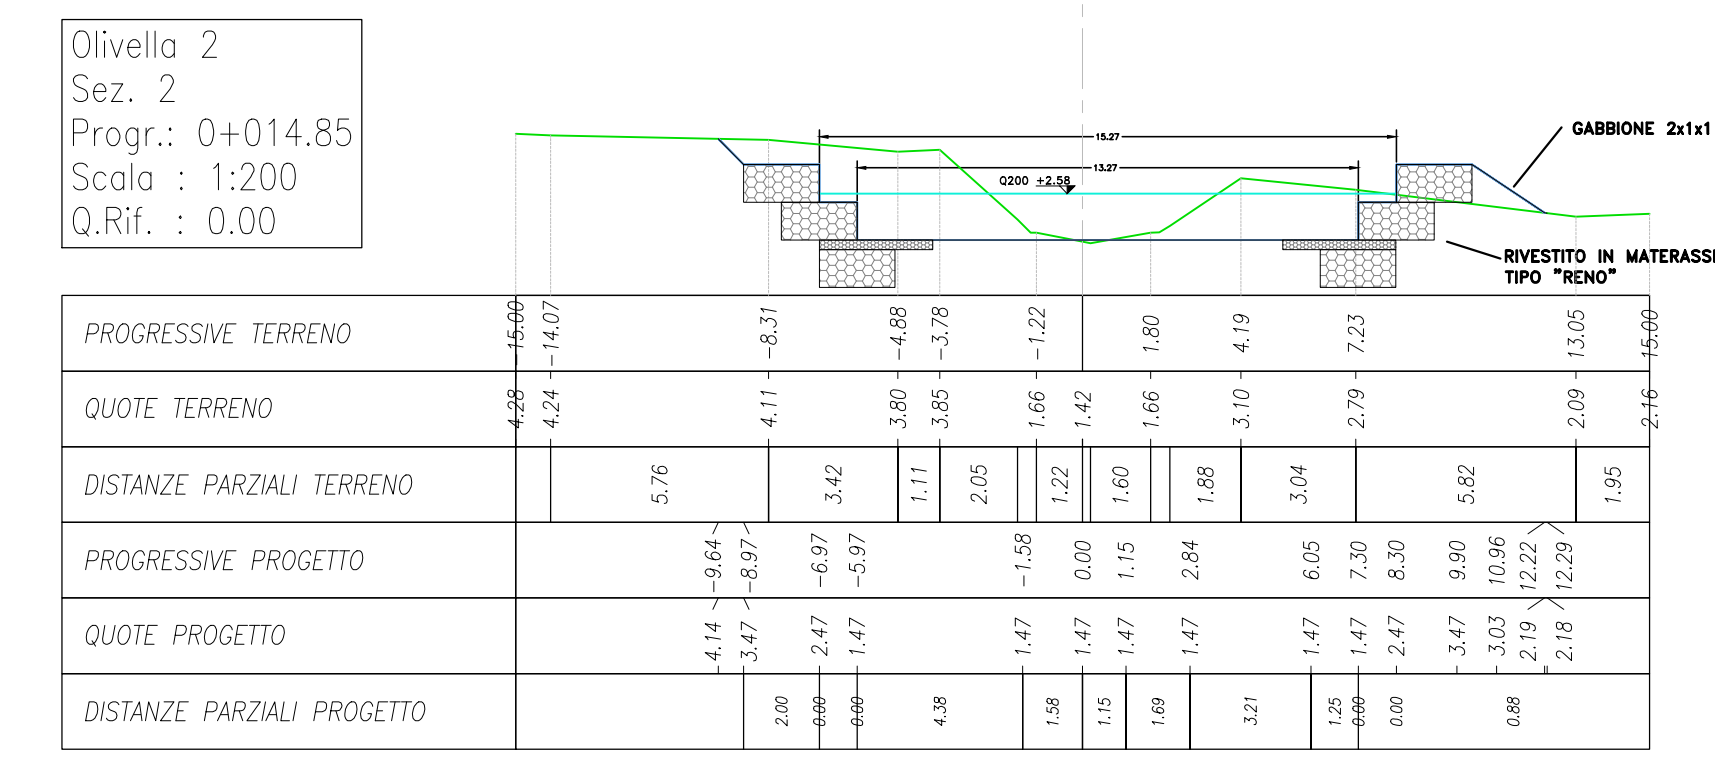 Olivella 2
Sez. 2
Progr.: 0+014.85
Scala : 1:200
Q.Rif. : 0.00
15.27
13.27
Q200 +2.58
GABBIONE 2x1x1
RIVESTITO IN MATERASSI
TIPO "RENO"
PROGRESSIVE TERRENO
-15.00 -14.07 -8.31 -4.88 -3.78 -1.22 1.80 4.19 7.23 13.05 15.00
QUOTE TERRENO
4.28 4.24 4.11 3.80 3.85 1.66 1.42 1.66 3.10 2.79 2.09 2.16
DISTANZE PARZIALI TERRENO
5.76 3.42 1.11 2.05 1.22 1.60 1.88 3.04 5.82 1.95
PROGRESSIVE PROGETTO
-9.64 -8.97 -6.97 -5.97 -1.58 0.00 1.15 2.84 6.05 7.30 8.30 9.90 10.96 12.22 12.29
QUOTE PROGETTO
4.14 3.47 2.47 1.47 1.47 1.47 1.47 1.47 1.47 1.47 2.47 3.47 3.03 2.19 2.18
DISTANZE PARZIALI PROGETTO
2.00 0.00 0.00 4.38 1.58 1.15 1.69 3.21 1.25 0.00 0.00 0.88